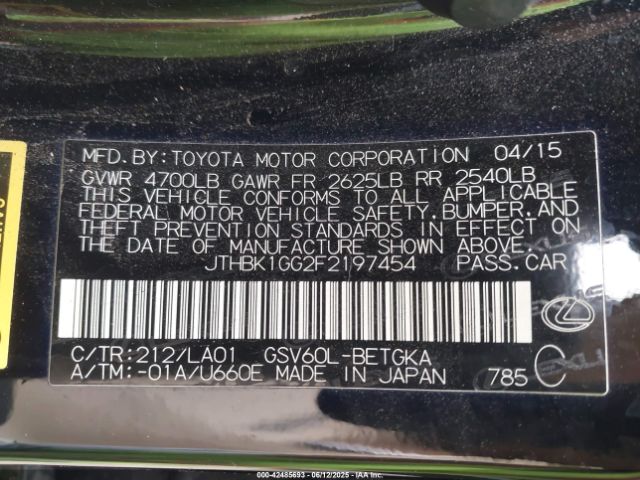 MFD. BY: TOYOTA MOTOR CORPORATION 04/15
GVWR 4700LB GAWR FR 2625LB RR 2540LB
THIS VEHICLE CONFORMS TO ALL APPLICABLE
FEDERAL MOTOR VEHICLE SAFETY, BUMPER, AND
THEFT PREVENTION STANDARDS IN EFFECT ON
THE DATE OF MANUFACTURE SHOWN ABOVE.
JTHBK1GG2F2197454 PASS. CAR
C/TR: 212/LA01 GSV60L-BETGKA
A/TM: -01A/U660E MADE IN JAPAN 785 C
000-42485693 - 06/12/2025 - IAA Inc.